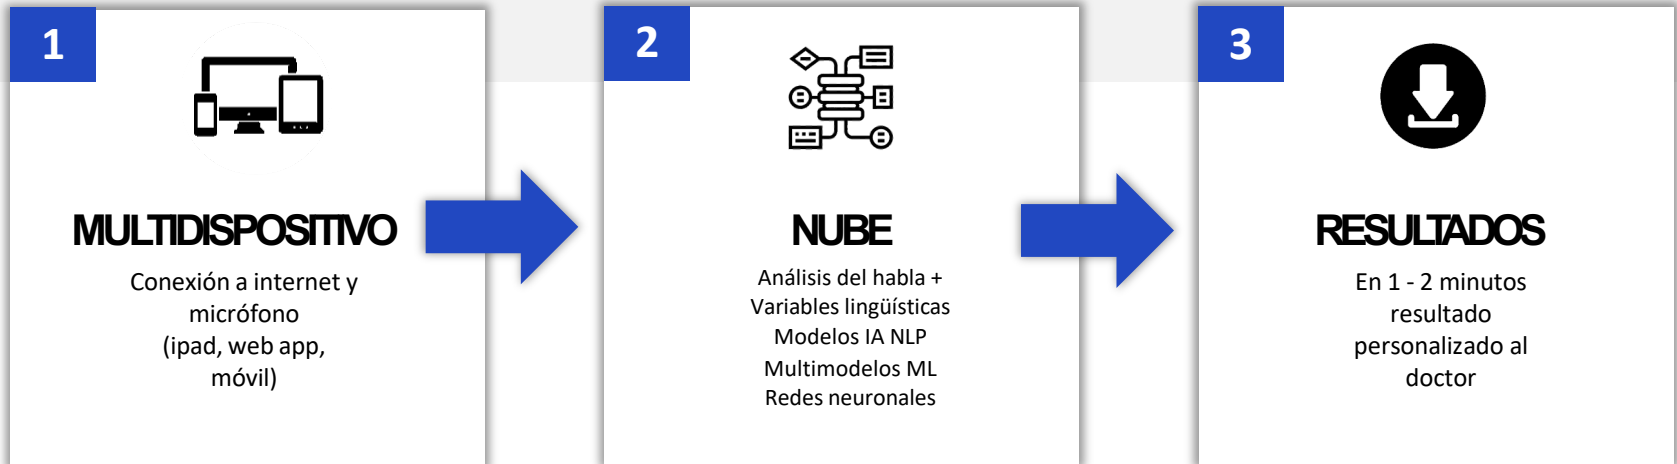 1
MULTIDISPOSITIVO
Conexión a internet y
micrófono
(ipad, web app,
móvil)
2
NUBE
Análisis del habla +
Variables lingüísticas
Modelos IA NLP
Multimodelos ML
Redes neuronales
3
RESULTADOS
En 1 - 2 minutos
resultado
personalizado al
doctor